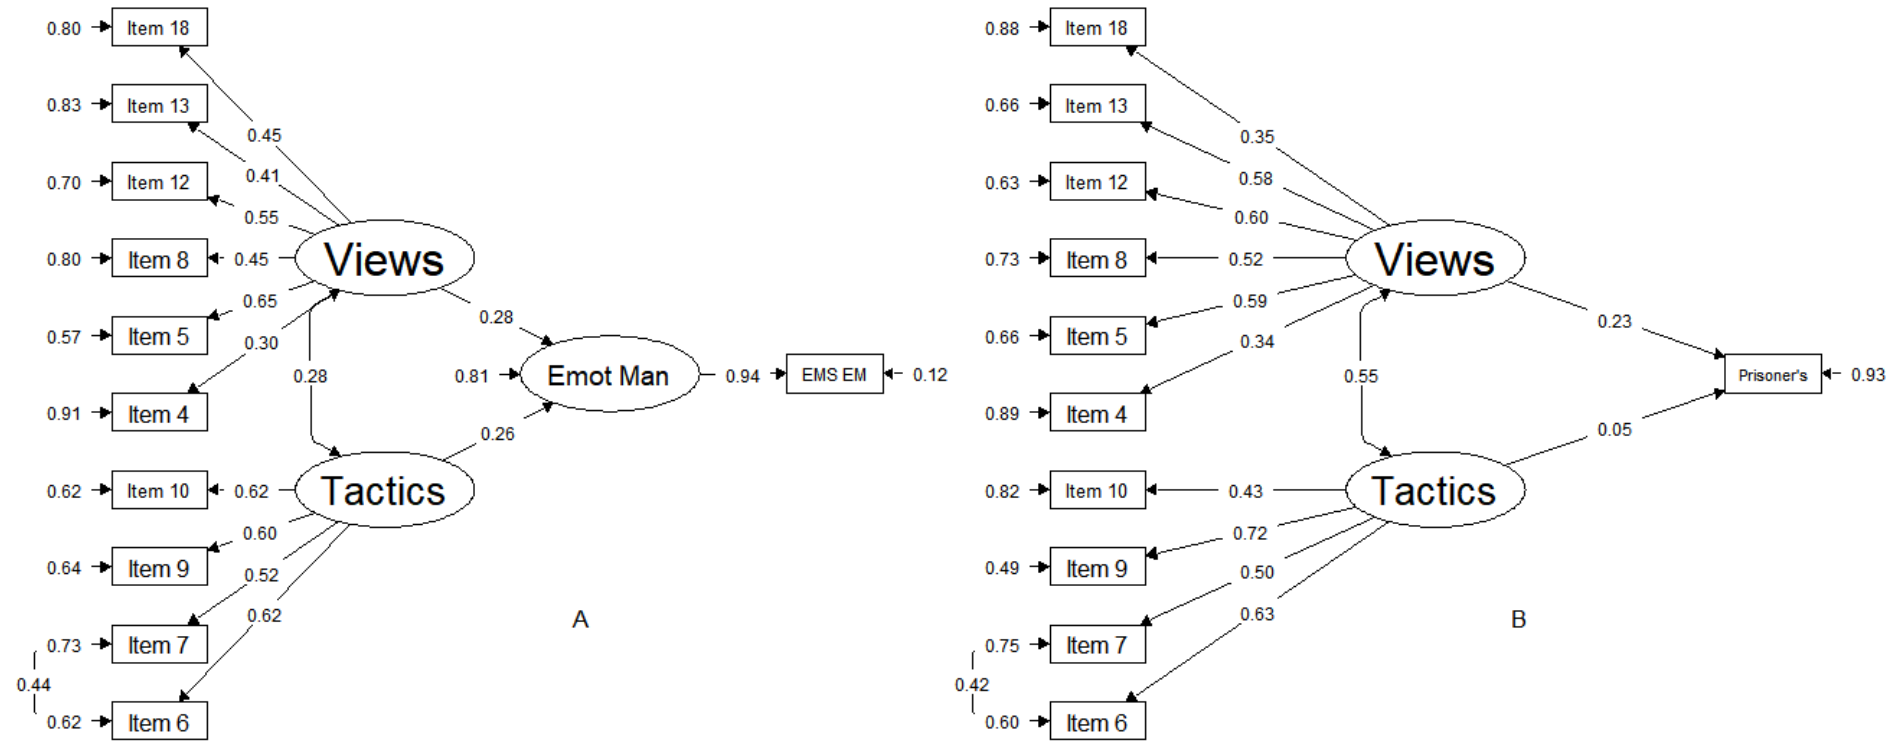 0.80 Item 18
0.83 Item 13
0.45
0.41
0.70 Item 12
0.55
0.80 Item 8 0.45 Views
0.65
0.28
0.57 Item 5
0.30
0.28 0.81 Emot Man 0.94 EMS EM 0.12
0.91 Item 4
0.26
0.62 Item 10 0.62 Tactics
0.60
0.64 Item 9
0.52
0.62
A
0.73 Item 7
0.44
0.62 Item 6
0.88 Item 18
0.66 Item 13
0.35
0.58
0.63 Item 12
0.60
0.73 Item 8 0.52 Views
0.59
0.23
0.66 Item 5
0.34
0.55 Prisoner's 0.93
0.89 Item 4
0.05
0.82 Item 10 0.43 Tactics
0.72
0.49 Item 9
0.50
0.63
B
0.75 Item 7
0.42
0.60 Item 6